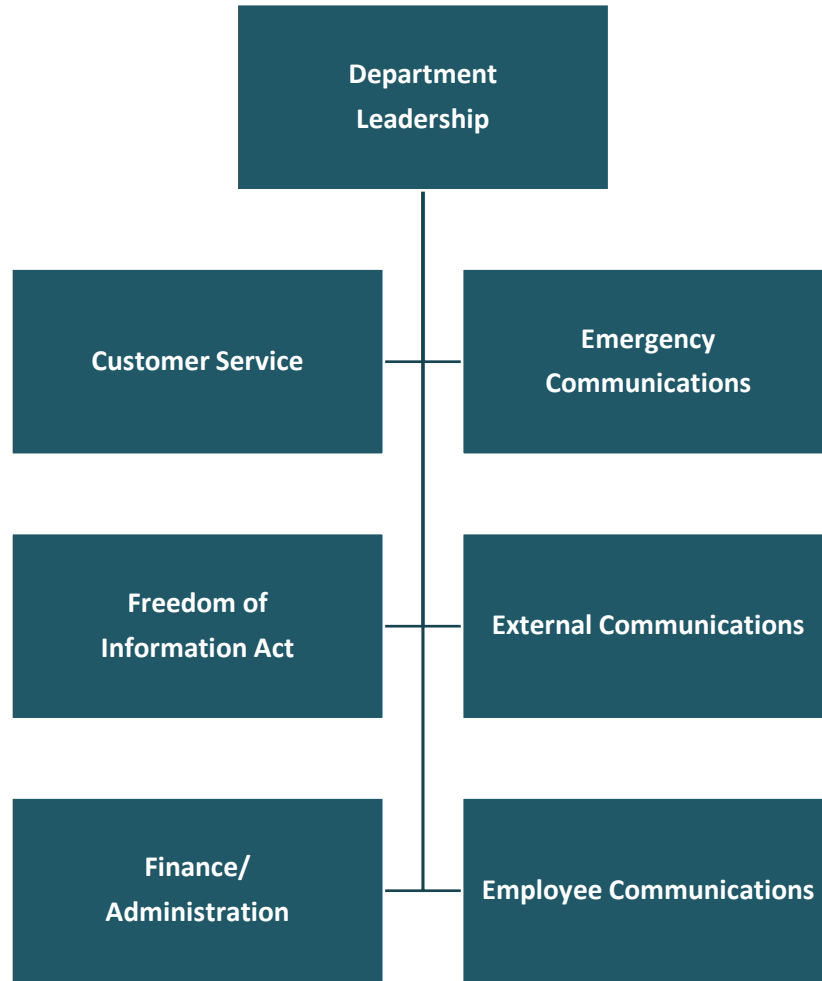 Department
Leadership
Customer Service
Emergency
Communications
Freedom of
Information Act
External Communications
Finance/
Administration
Employee Communications